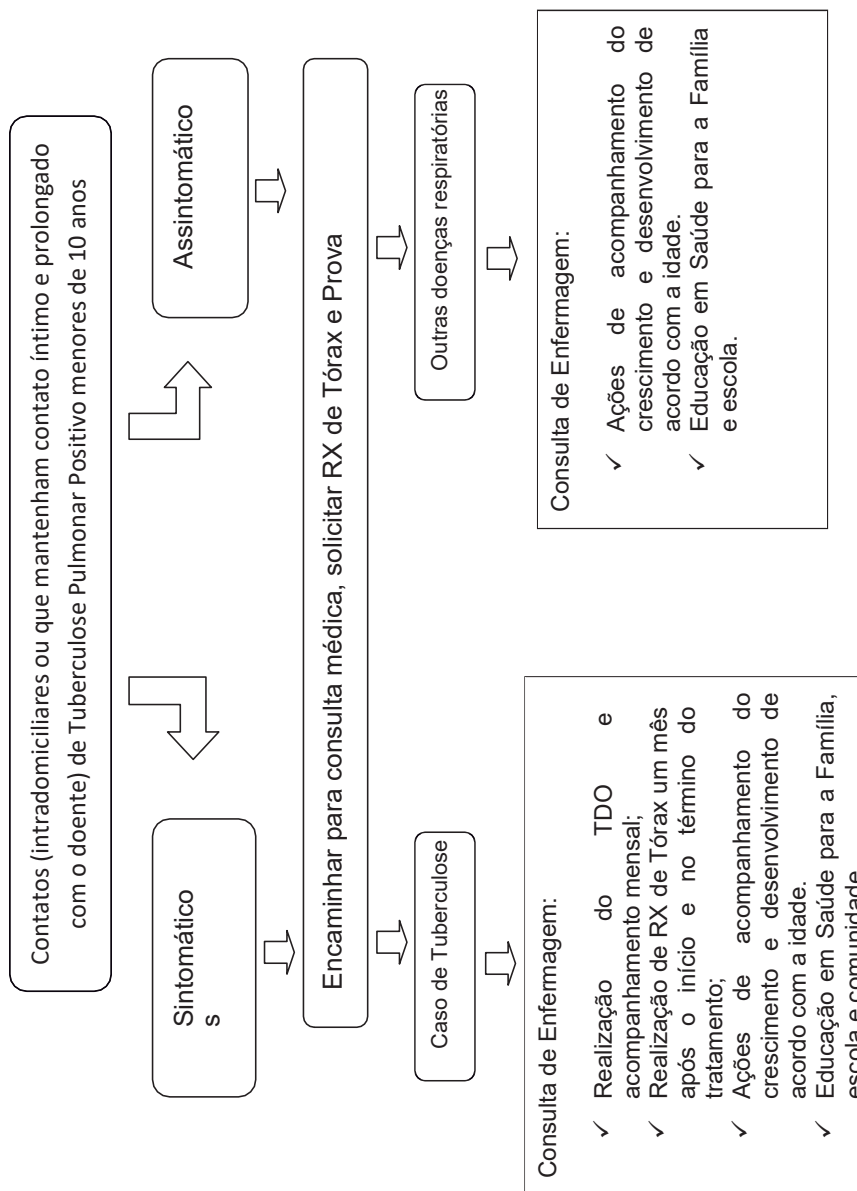 Contatos (intradomiciliares ou que mantenham contato íntimo e prolongado
com o doente) de Tuberculose Pulmonar Positivo menores de 10 anos
Sintomático
s
Assintomático
Encaminhar para consulta médica, solicitar RX de Tórax e Prova
Caso de Tuberculose
Outras doenças respiratórias
Consulta de Enfermagem:
✓ Realização do TDO e
acompanhamento mensal;
✓ Realização de RX de Tórax um mês
após o início e no término do
tratamento;
✓ Ações de acompanhamento do
crescimento e desenvolvimento de
acordo com a idade.
✓ Educação em Saúde para a Família,
escola e comunidade
Consulta de Enfermagem:
✓ Ações de acompanhamento do
crescimento e desenvolvimento de
acordo com a idade.
✓ Educação em Saúde para a Família
e escola.